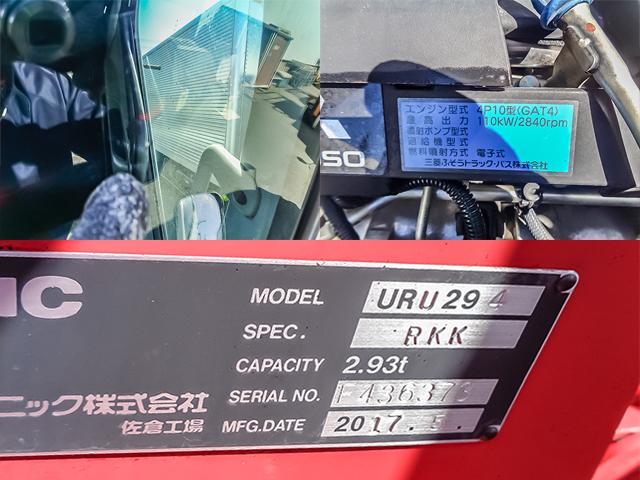 エンジン型式 4P10型(GAT4)
最高出力 110kW/2840rpm
噴射ポンプ型式
過給機型式
燃料噴射方式 電子式
三菱ふそうトラック・バス株式会社
50
IC
MODEL URU294
SPEC. RKK
CAPACITY 2.93t
ニック株式会社 SERIAL NO. F436373
佐倉工場 MFG.DATE 2017.5.